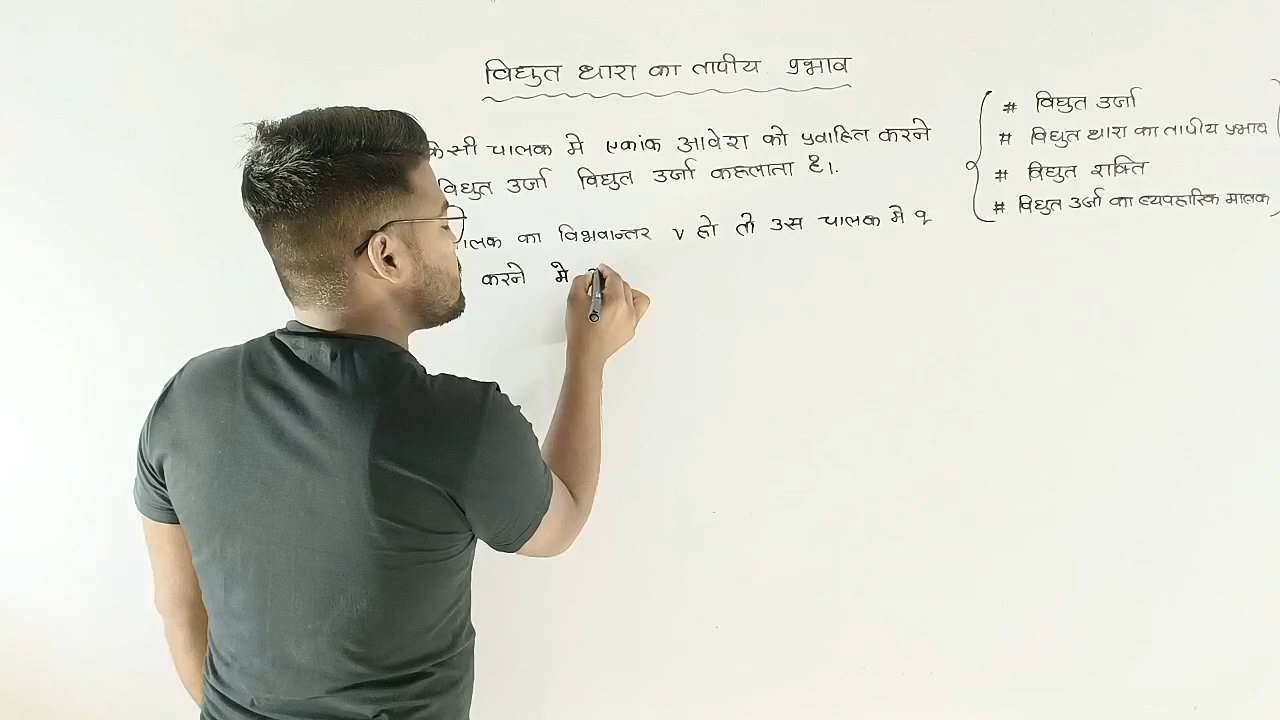 विद्युत धारा का तापीय प्रभाव
चालक मे एकांक आवेश को प्रवाहित करने
विद्युत उर्जा विद्युत उर्जा कहलाता है।
का विभवान्तर v हो तो उस चालक मे q
करने मे
# विद्युत उर्जा
# विद्युत धारा का तापीय प्रभाव
# विद्युत शक्ति
# विद्युत उर्जा का व्यवहारिक मात्रक